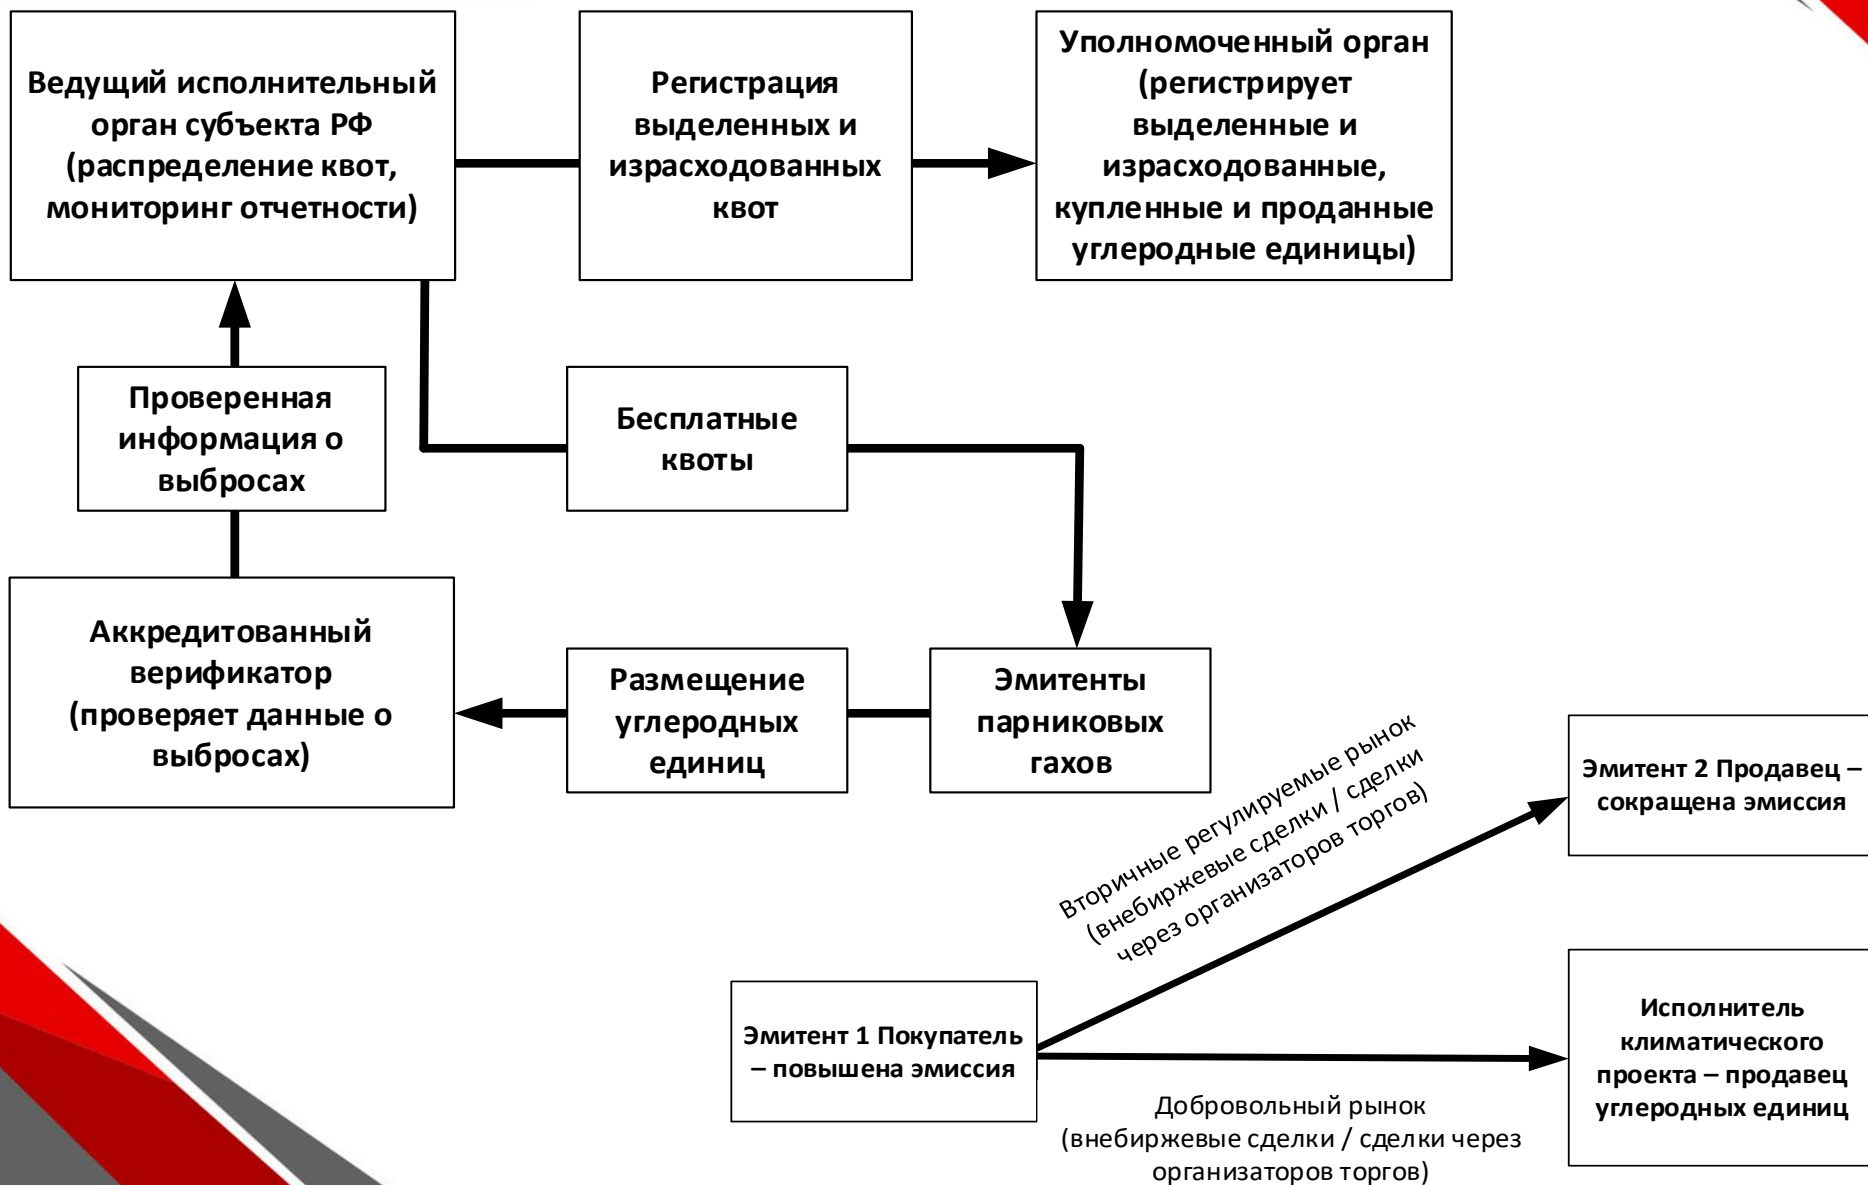 Ведущий исполнительный
орган субъекта РФ
(распределение квот,
мониторинг отчетности)
Регистрация
выделенных и
израсходованных
квот
Уполномоченный орган
(регистрирует
выделенные и
израсходованные,
купленные и проданные
углеродные единицы)
Проверенная
информация о
выбросах
Бесплатные
квоты
Аккредитованный
верификатор
(проверяет данные о
выбросах)
Размещение
углеродных
единиц
Эмитенты
парниковых
гахов
Вторичные регулируемые рынок
(внебиржевые сделки / сделки
через организаторов торгов)
Эмитент 2 Продавец –
сокращена эмиссия
Эмитент 1 Покупатель
– повышена эмиссия
Исполнитель
климатического
проекта – продавец
углеродных единиц
Добровольный рынок
(внебиржевые сделки / сделки через
организаторов торгов)